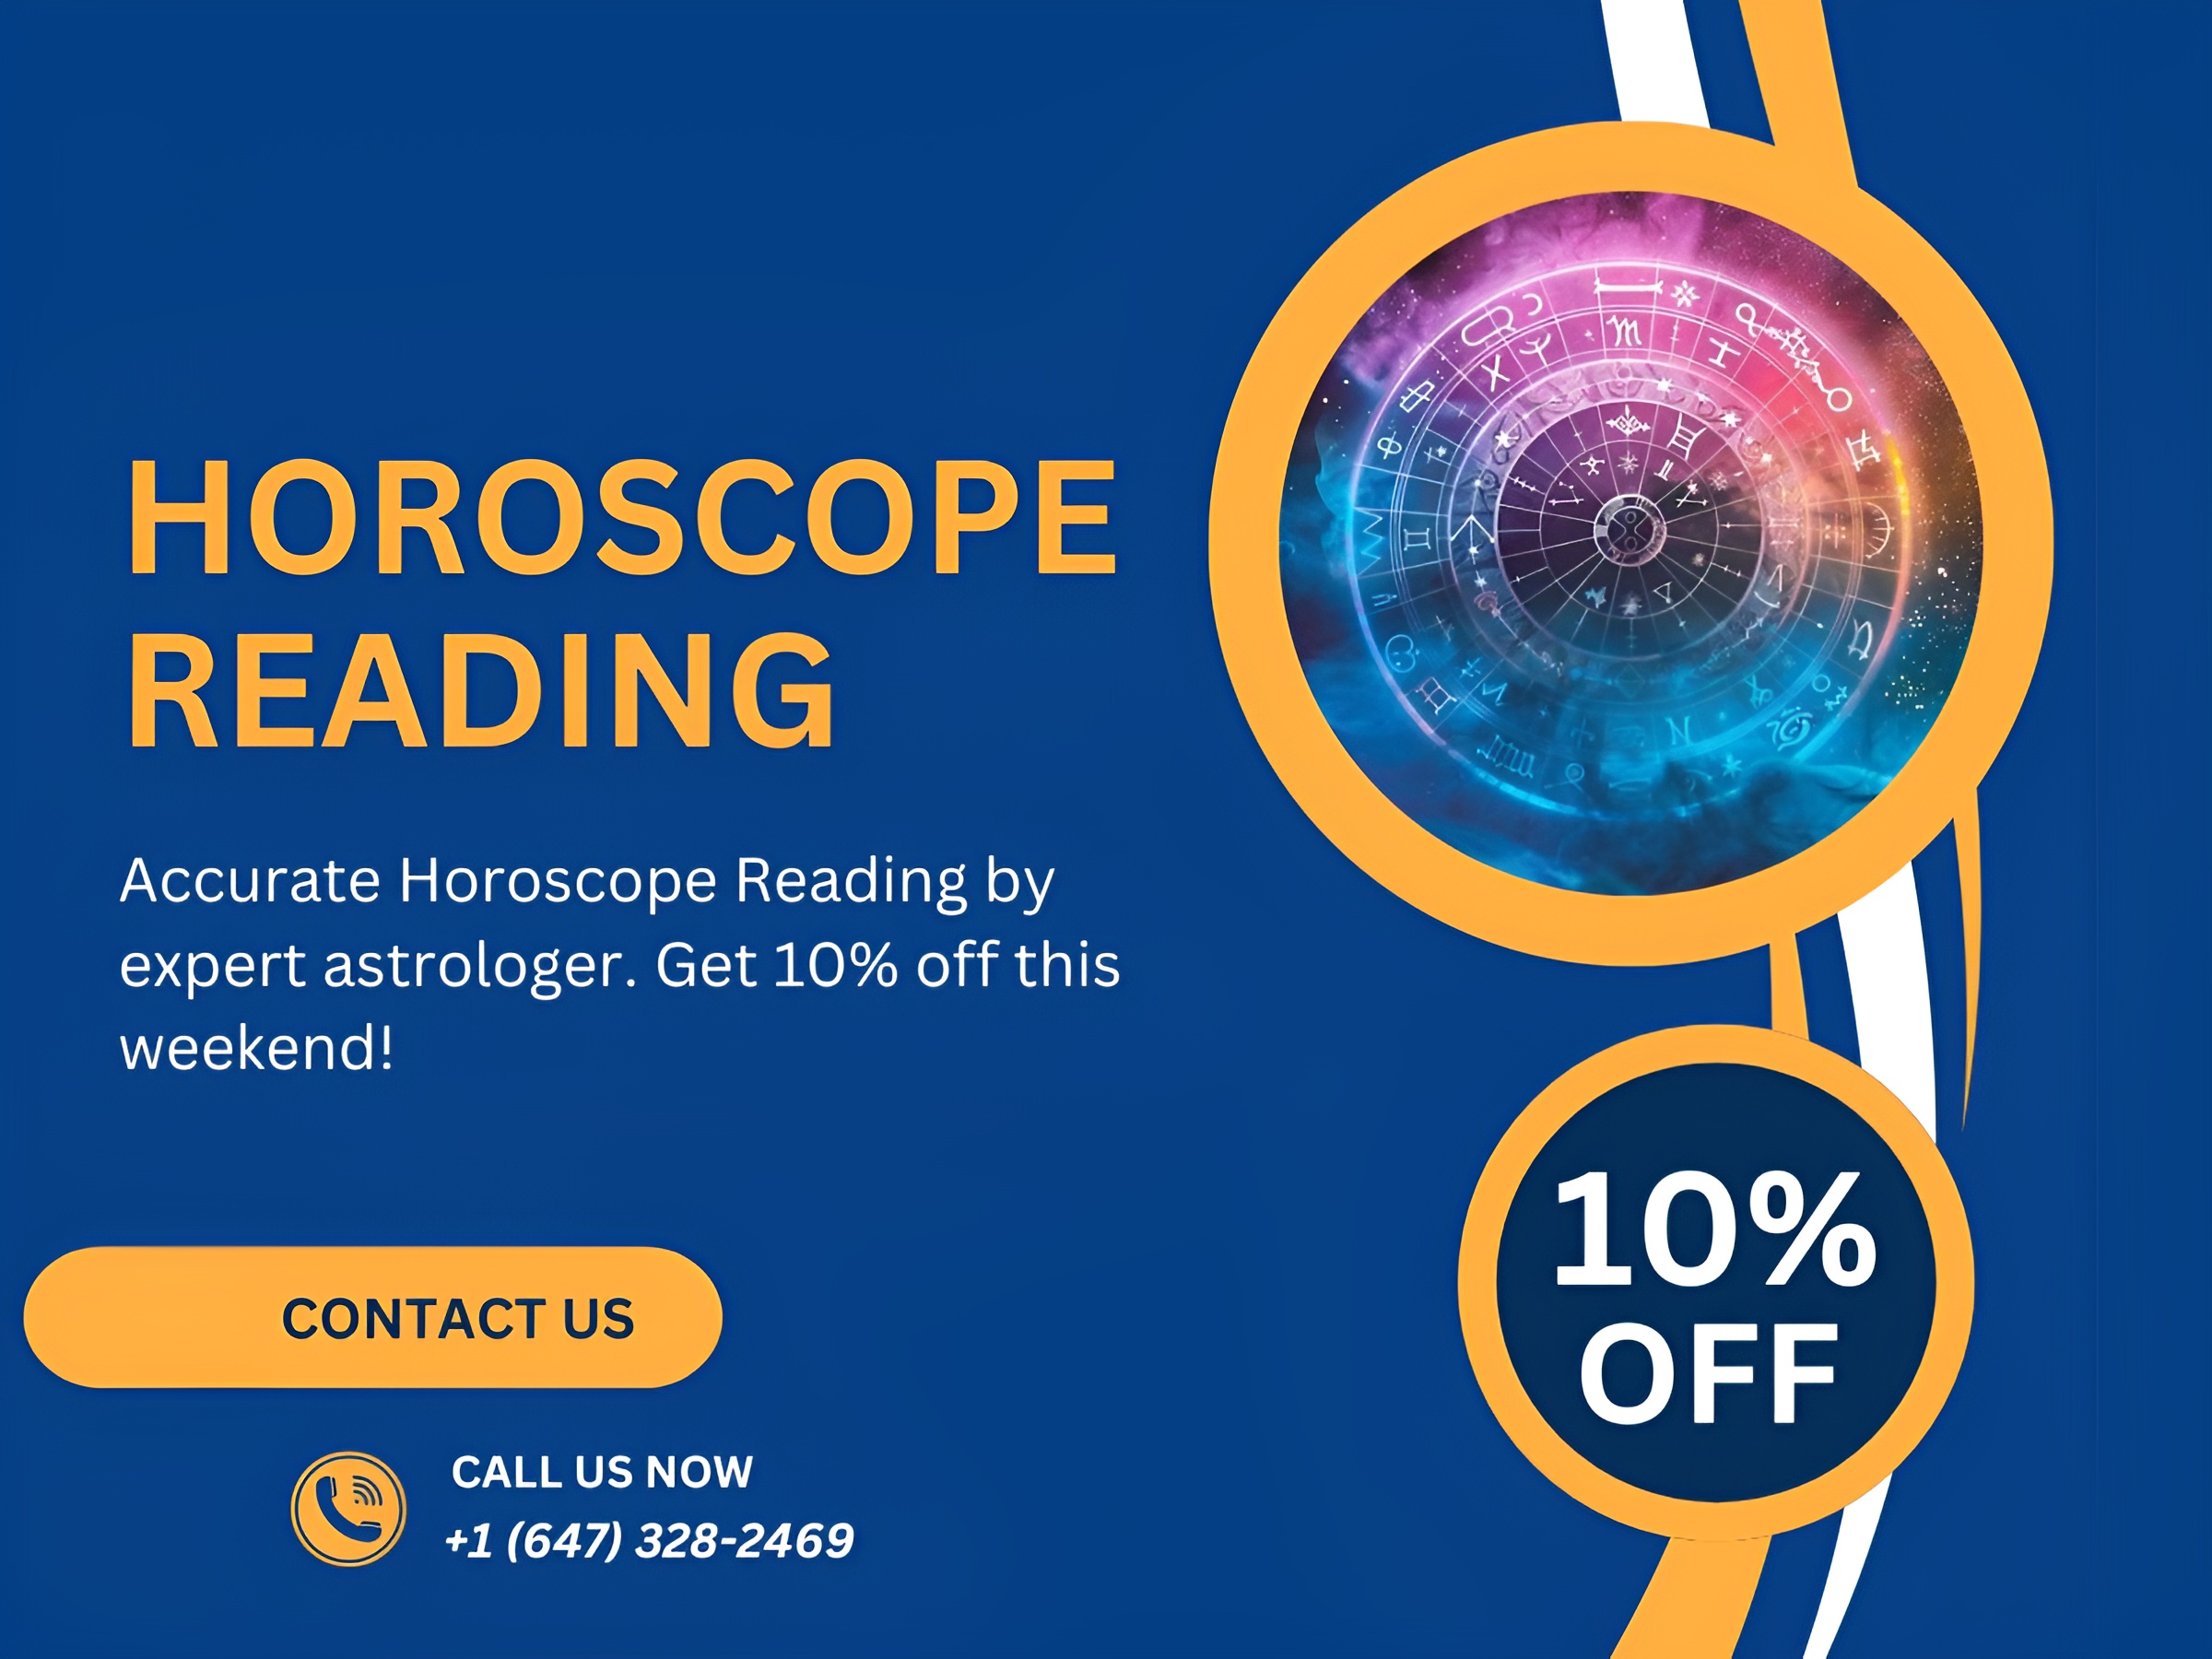 HOROSCOPE
READING
Accurate Horoscope Reading by
expert astrologer. Get 10% off this
weekend!
CONTACT US
CALL US NOW
+1 (647) 328-2469
10%
OFF